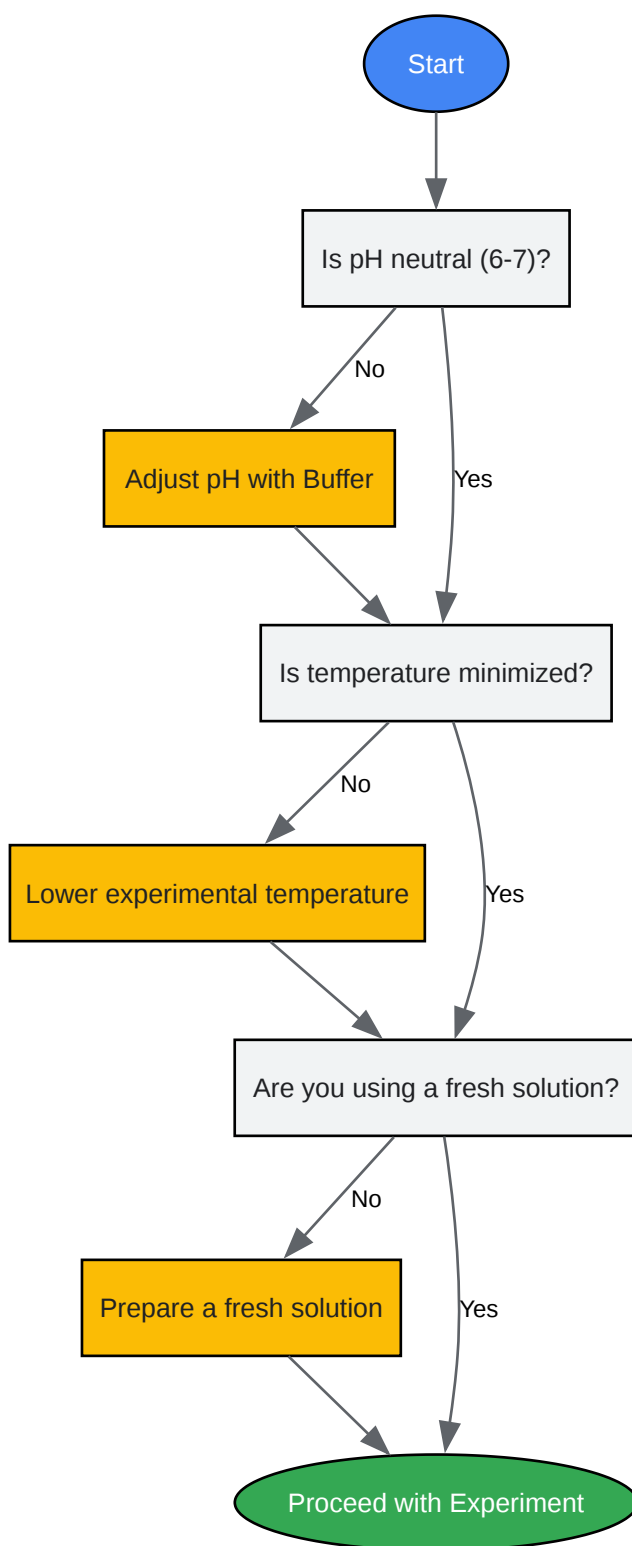 Start
Is pH neutral (6-7)?
No
Adjust pH with Buffer
Yes
Is temperature minimized?
No
Lower experimental temperature
Yes
Are you using a fresh solution?
No
Prepare a fresh solution
Yes
Proceed with Experiment